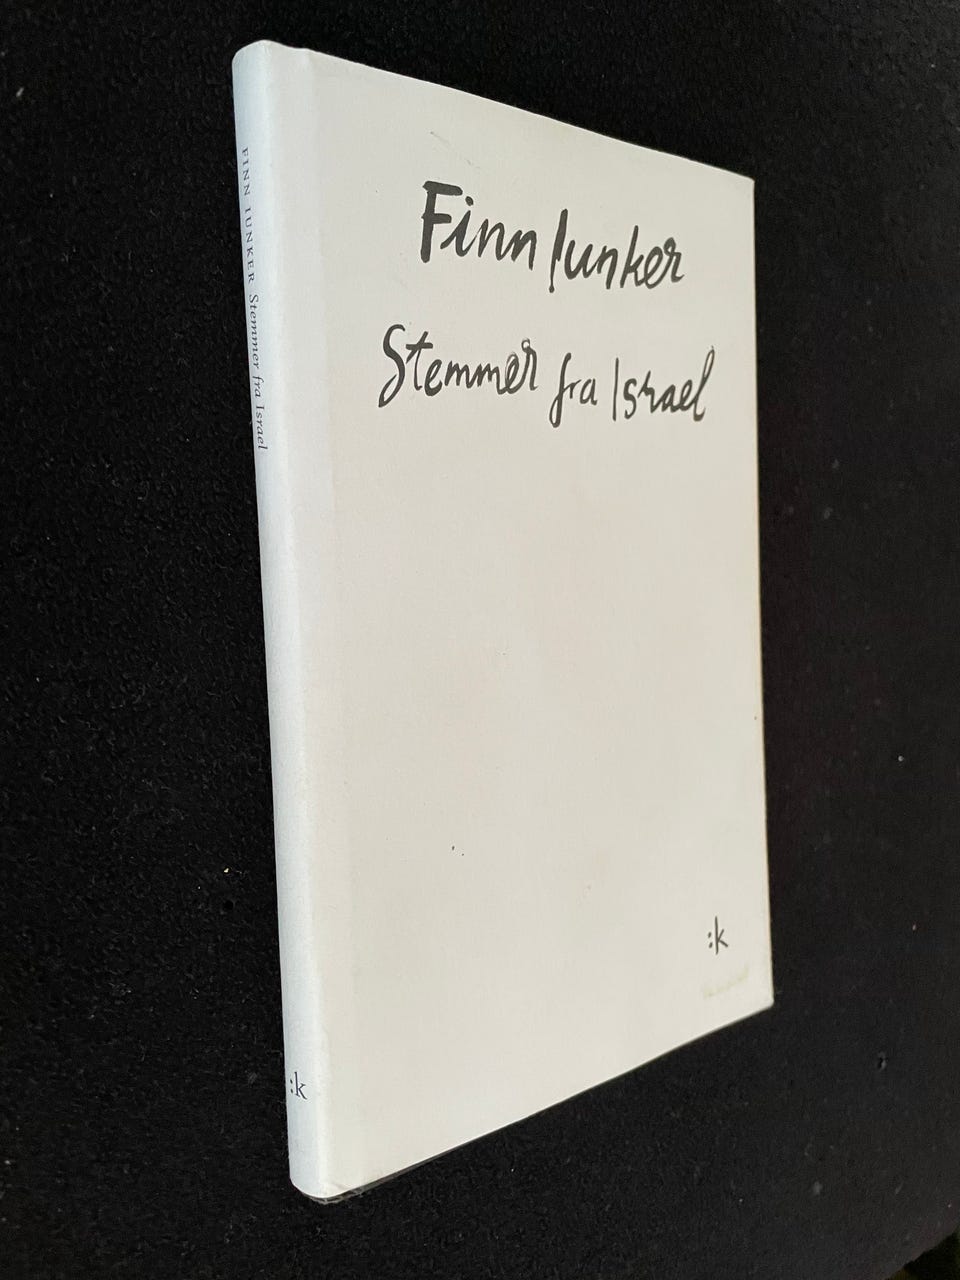 Finn Iunker
Stemmer fra Israel
:k
FINN IUNKER Stemmer fra Israel
:k